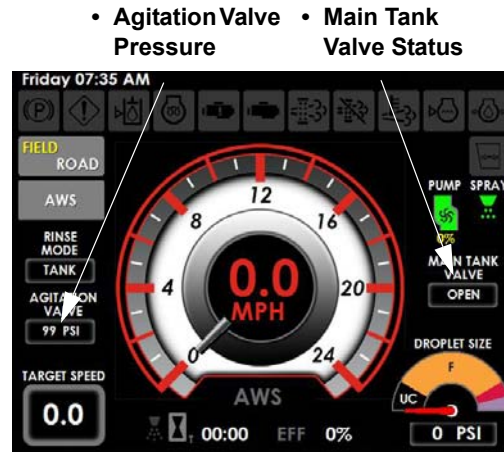 • Agitation Valve Pressure
• Main Tank Valve Status
Friday 07:35 AM
FIELD
ROAD
AWS
RINSE
MODE
TANK
AGITATION
VALVE
99 PSI
TARGET SPEED
0.0
0
4
8
12
16
20
24
0.0
MPH
AWS
00:00
EFF 0%
PUMP SPRAY
0%
MAIN TANK
VALVE
OPEN
DROPLET SIZE
F
UC
0 PSI